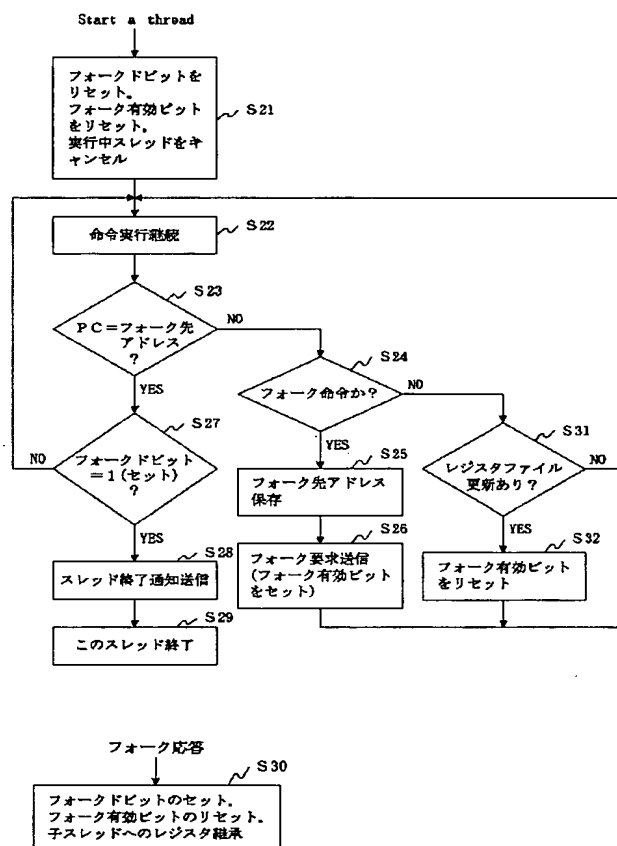 Start a thread
フォークドビットを
リセット。
フォーク有効ビット
をリセット。
実行中スレッドをキ
ャンセル
S21
命令実行継続
S22
PC=フォーク先
アドレス
?
S23
NO
YES
フォーク命令か?
S24
NO
YES
フォークドビット
=1(セット)
?
S27
NO
YES
フォーク先アドレス
保存
S25
レジスタファイル
更新あり?
S31
NO
YES
スレッド終了通知送信
S28
フォーク要求送信
(フォーク有効ビット
をセット)
S26
フォーク有効ビット
をリセット
S32
このスレッド終了
S29
フォーク応答
S30
フォークドビットのセット。
フォーク有効ビットのリセット。
子スレッドへのレジスタ継承